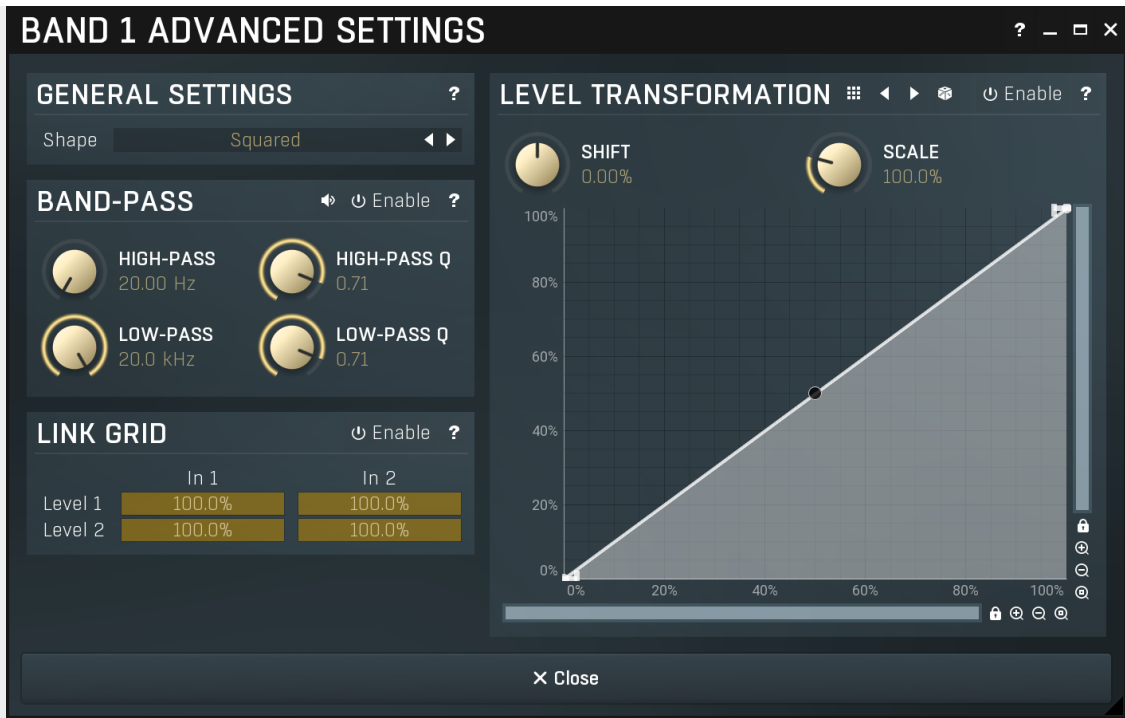 BAND 1 ADVANCED SETTINGS ?
GENERAL SETTINGS ?
Shape Squared
BAND-PASS Enable ?
HIGH-PASS
20.00 Hz
HIGH-PASS Q
0.71
LOW-PASS
20.0 kHz
LOW-PASS Q
0.71
LINK GRID Enable ?
In 1 In 2
Level 1 100.0% 100.0%
Level 2 100.0% 100.0%
LEVEL TRANSFORMATION Enable ?
SHIFT
0.00%
SCALE
100.0%
100%
80%
60%
40%
20%
0%
0% 20% 40% 60% 80% 100%
Close